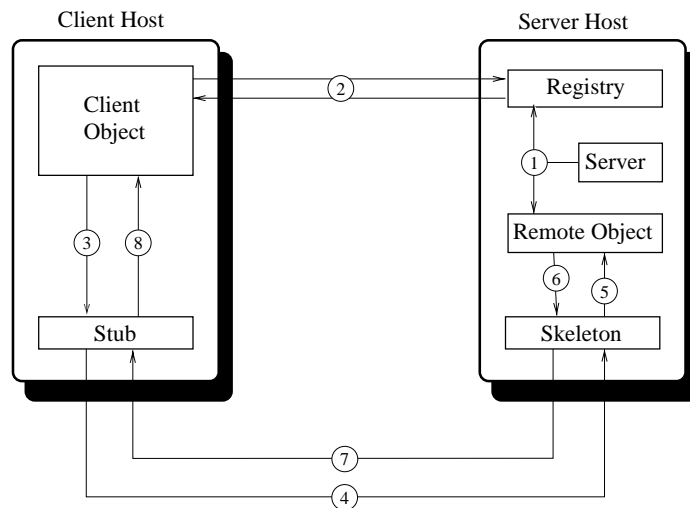 Client Host
Server Host
Client
Object
2
Registry
1
Server
3
8
Remote Object
6
5
Stub
Skeleton
7
4